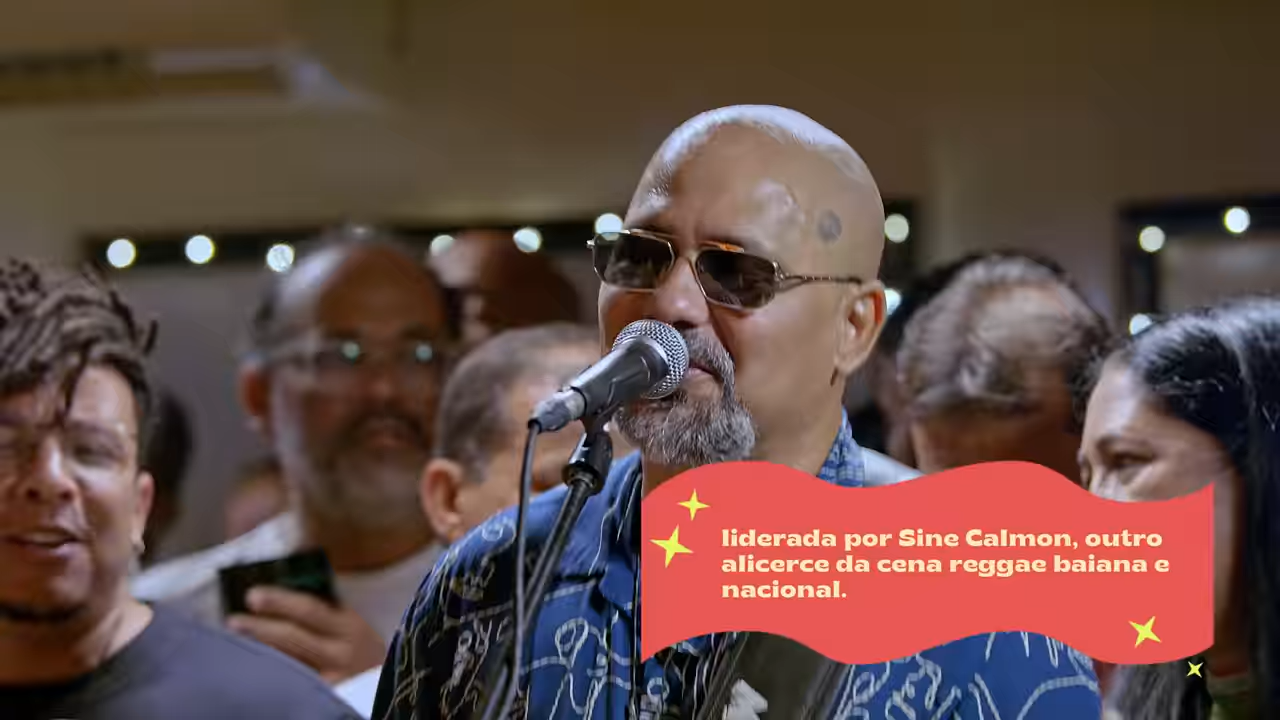 liderada por Sine Calmon, outro
alicerce da cena reggae baiana e
nacional.